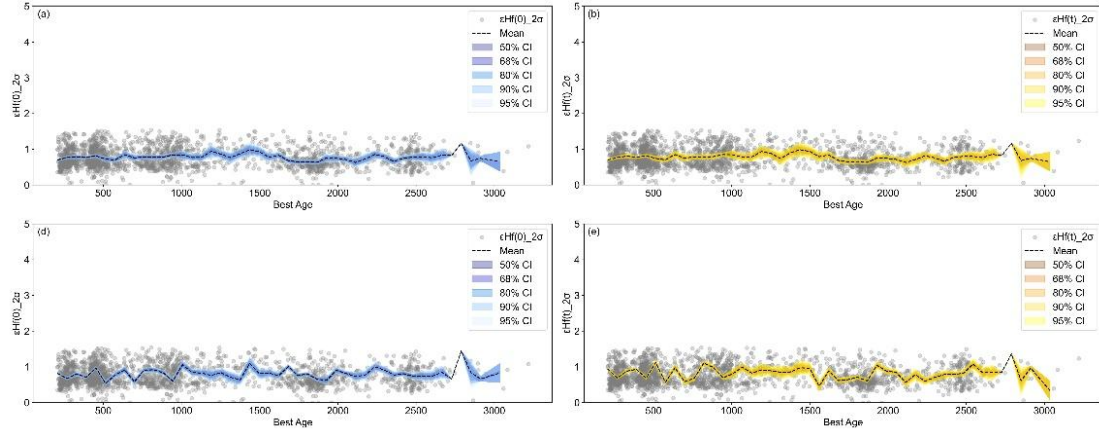 (a)
εHf(0)_2σ
Mean
50% CI
68% CI
80% CI
90% CI
95% CI
5
4
3
2
1
0
εHf(0)_2σ
500
1000
1500
2000
2500
3000
Best Age
(b)
εHf(t)_2σ
Mean
50% CI
68% CI
80% CI
90% CI
95% CI
5
4
3
2
1
0
εHf(t)_2σ
500
1000
1500
2000
2500
3000
Best Age
(d)
εHf(0)_2σ
Mean
50% CI
68% CI
80% CI
90% CI
95% CI
5
4
3
2
1
0
εHf(0)_2σ
500
1000
1500
2000
2500
3000
Best Age
(e)
εHf(t)_2σ
Mean
50% CI
68% CI
80% CI
90% CI
95% CI
5
4
3
2
1
0
εHf(t)_2σ
500
1000
1500
2000
2500
3000
Best Age